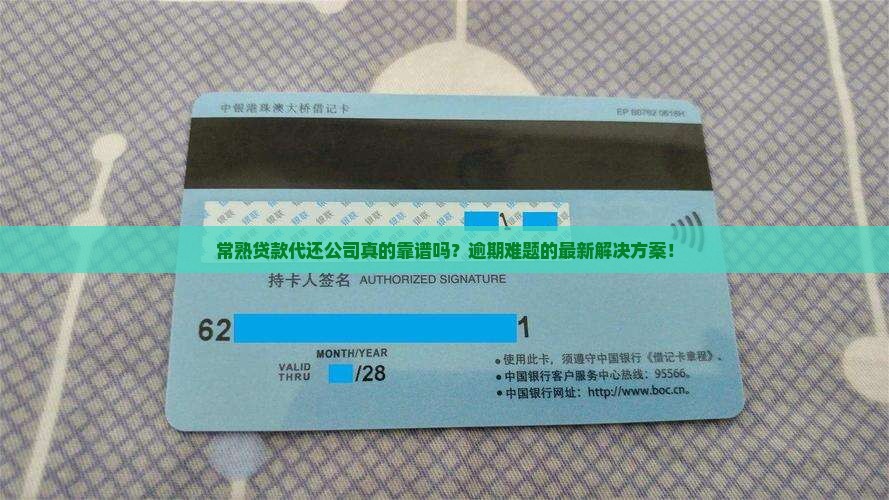 中银港珠澳大桥借记卡
EP B0762 0618H
1
常熟贷款代还公司真的靠谱吗？逾期难题的最新解决方案！
持卡人签名 AUTHORIZED SIGNATURE
62 1
MONTH/YEAR
VALID THRU /28
•使用此卡，须遵守中国银行《借记卡章程》。
•中国银行客户服务中心热线：95566。
•中国银行网址：http://www.boc.cn。